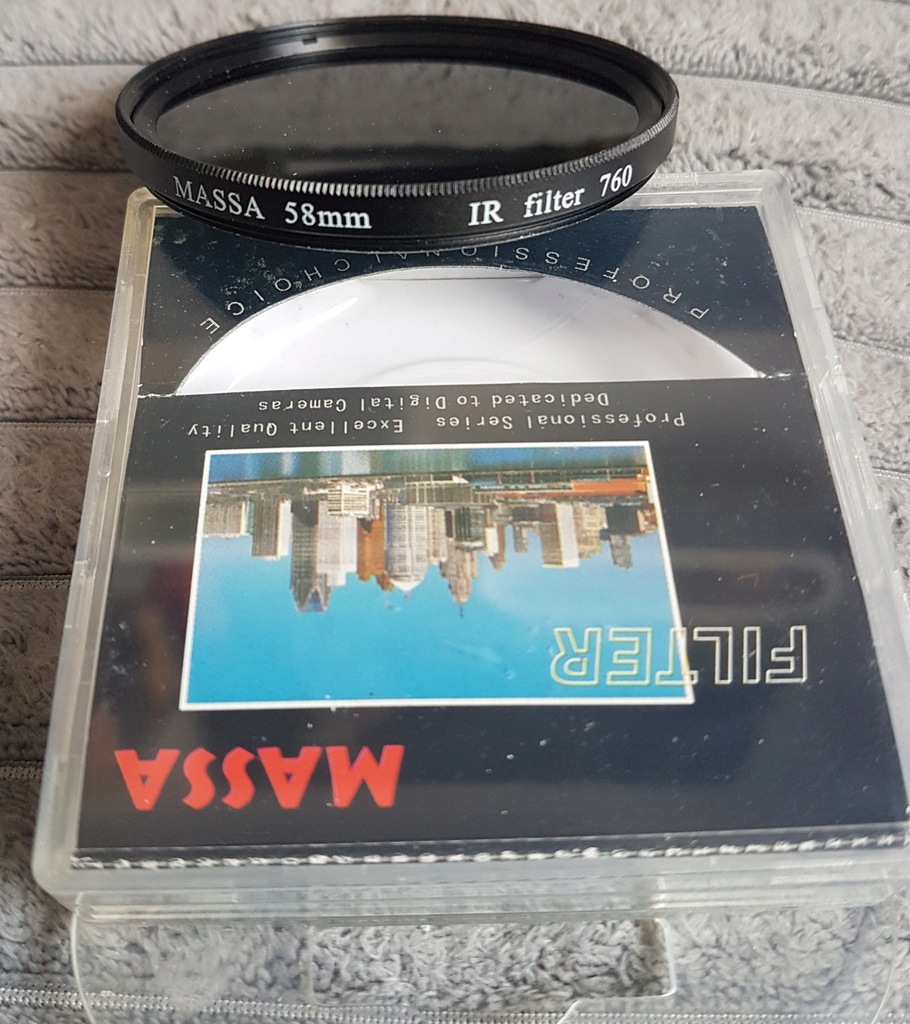 MASSA 58mm IR filter 760
MASSA
FILTER
Professional Series Excellent Quality
Dedicated to Digital Cameras
PROFESSIONAL CHOICE